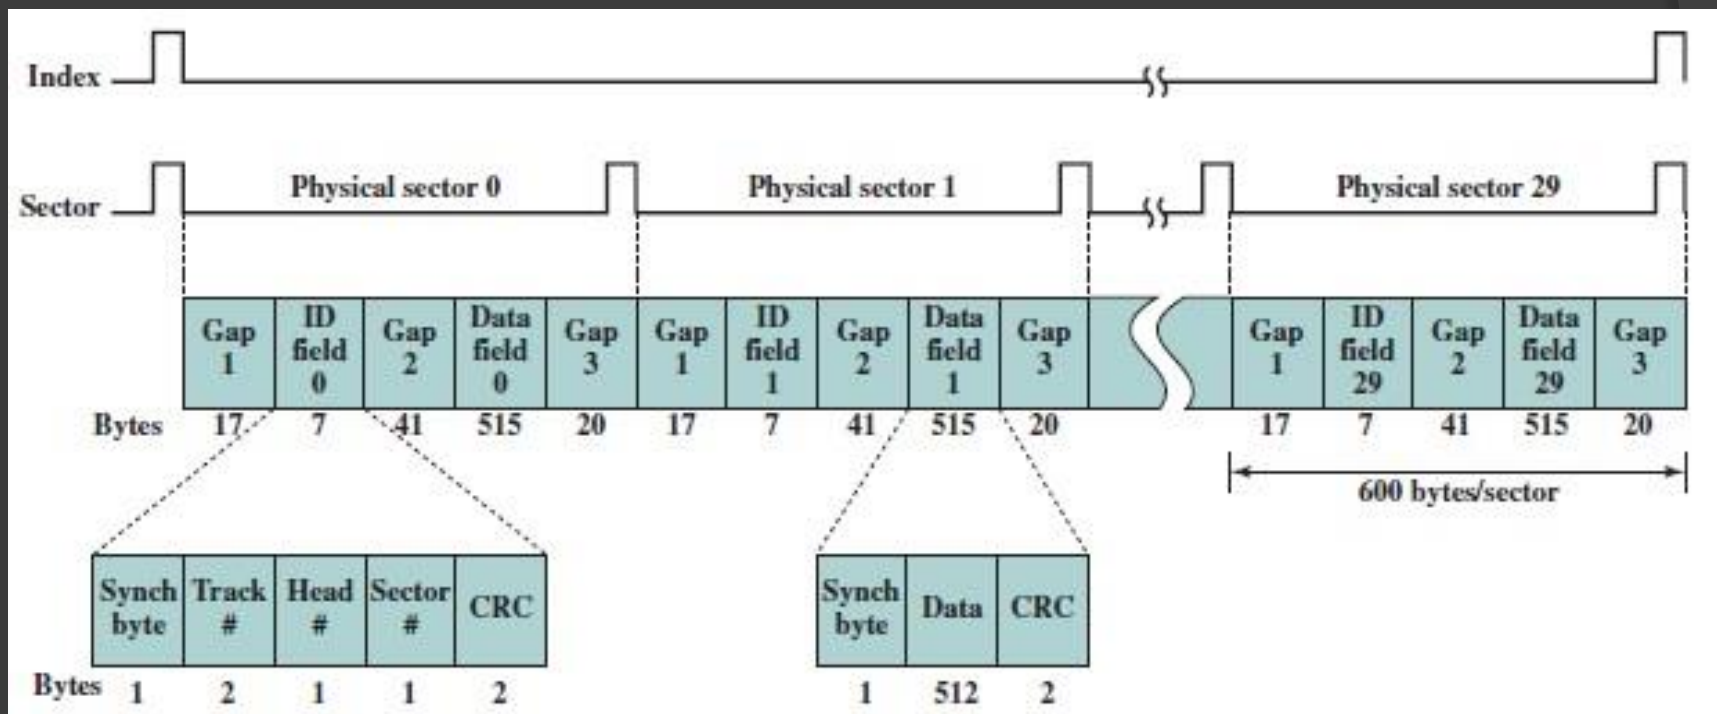 Index
Physical sector 0 Physical sector 1 Physical sector 29
Sector
Gap 1 ID field 0 Gap 2 Data field 0 Gap 3 Gap 1 ID field 1 Gap 2 Data field 1 Gap 3 Gap 1 ID field 29 Gap 2 Data field 29 Gap 3
Bytes 17 7 41 515 20 17 7 41 515 20 17 7 41 515 20
600 bytes/sector
Synch byte Track # Head # Sector # CRC Synch byte Data CRC
Bytes 1 2 1 1 2 1 512 2